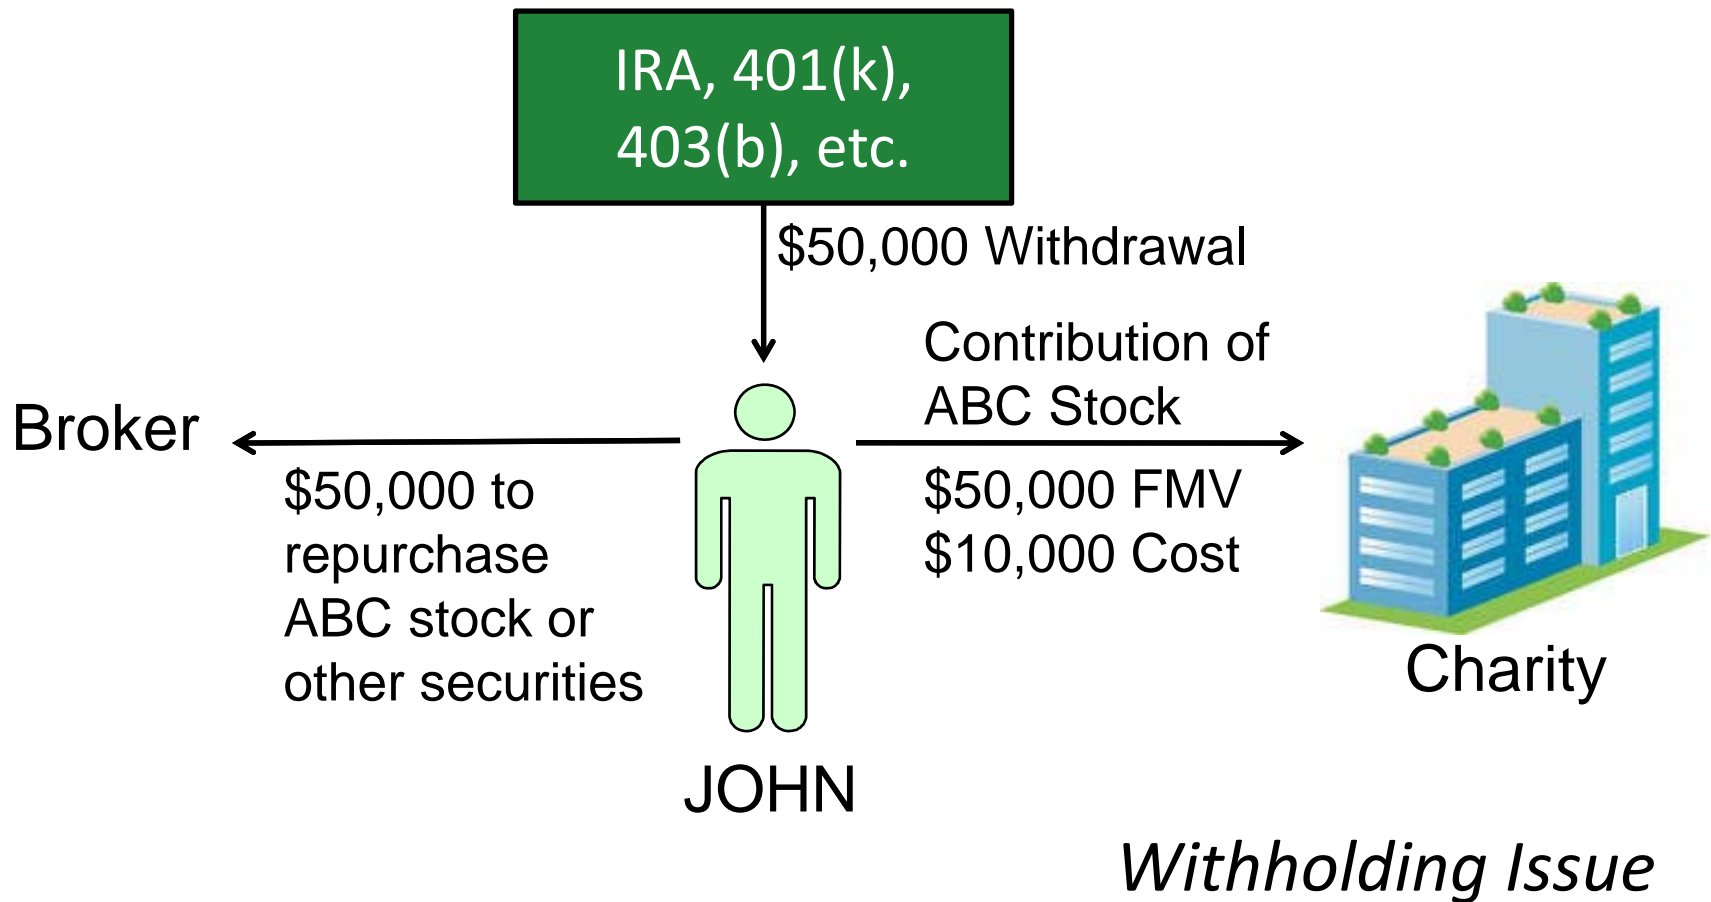 IRA, 401(k),
403(b), etc.
$50,000 Withdrawal
Contribution of
ABC Stock
Broker
$50,000 to
repurchase
ABC stock or
other securities
$50,000 FMV
$10,000 Cost
Charity
JOHN
Withholding Issue